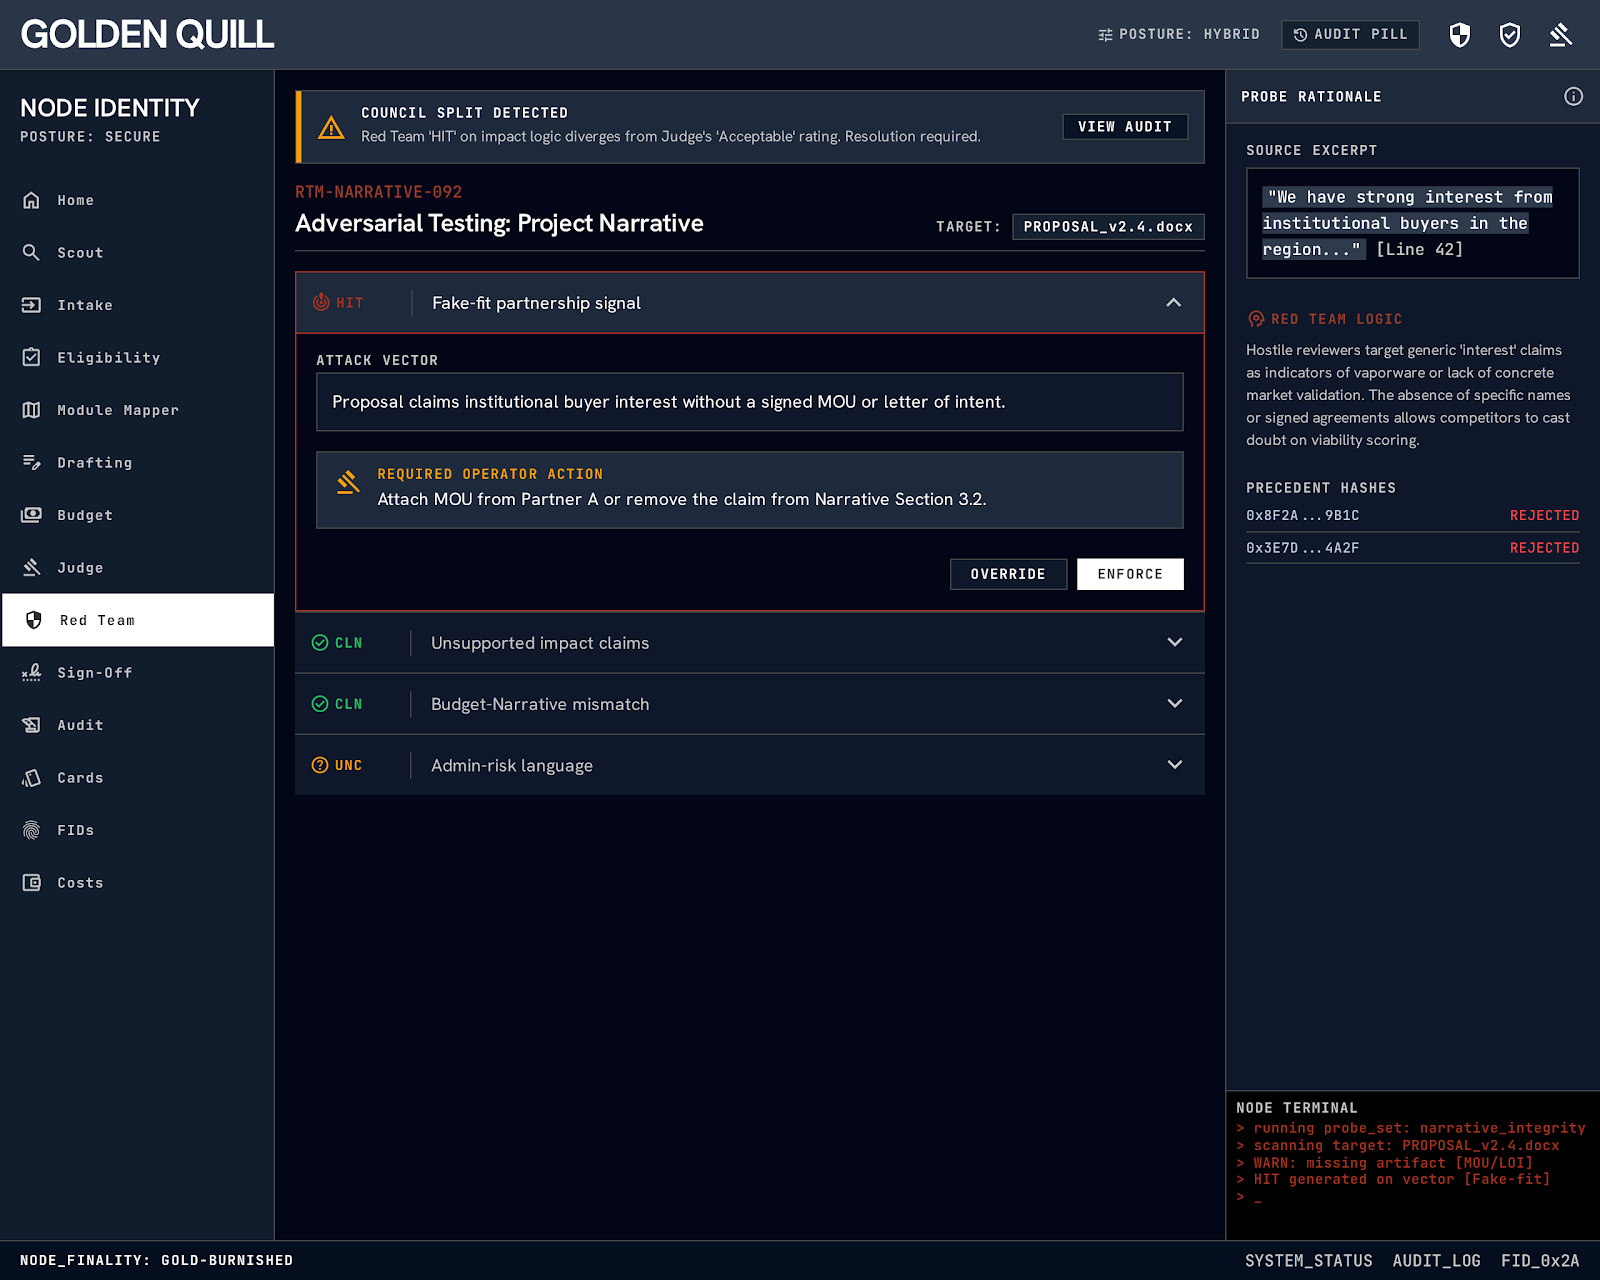 GOLDEN QUILL
POSTURE: HYBRID
AUDIT PILL
NODE IDENTITY
POSTURE: SECURE
Home
Scout
Intake
Eligibility
Module Mapper
Drafting
Budget
Judge
Red Team
Sign-Off
Audit
Cards
FIDs
Costs
COUNCIL SPLIT DETECTED
Red Team 'HIT' on impact logic diverges from Judge's 'Acceptable' rating. Resolution required.
VIEW AUDIT
RTM-NARRATIVE-092
Adversarial Testing: Project Narrative
TARGET: PROPOSAL_v2.4.docx
HIT Fake-fit partnership signal
ATTACK VECTOR
Proposal claims institutional buyer interest without a signed MOU or letter of intent.
REQUIRED OPERATOR ACTION
Attach MOU from Partner A or remove the claim from Narrative Section 3.2.
OVERRIDE ENFORCE
CLN Unsupported impact claims
CLN Budget-Narrative mismatch
UNC Admin-risk language
PROBE RATIONALE
SOURCE EXCERPT
"We have strong interest from
institutional buyers in the
region..." [Line 42]
RED TEAM LOGIC
Hostile reviewers target generic 'interest' claims
as indicators of vaporware or lack of concrete
market validation. The absence of specific names
or signed agreements allows competitors to cast
doubt on viability scoring.
PRECEDENT HASHES
0x8F2A...9B1C REJECTED
0x3E7D...4A2F REJECTED
NODE TERMINAL
> running probe_set: narrative_integrity
> scanning target: PROPOSAL_v2.4.docx
> WARN: missing artifact [MOU/LOI]
> HIT generated on vector [Fake-fit]
> _
NODE_FINALITY: GOLD-BURNISHED
SYSTEM_STATUS AUDIT_LOG FID_0x2A